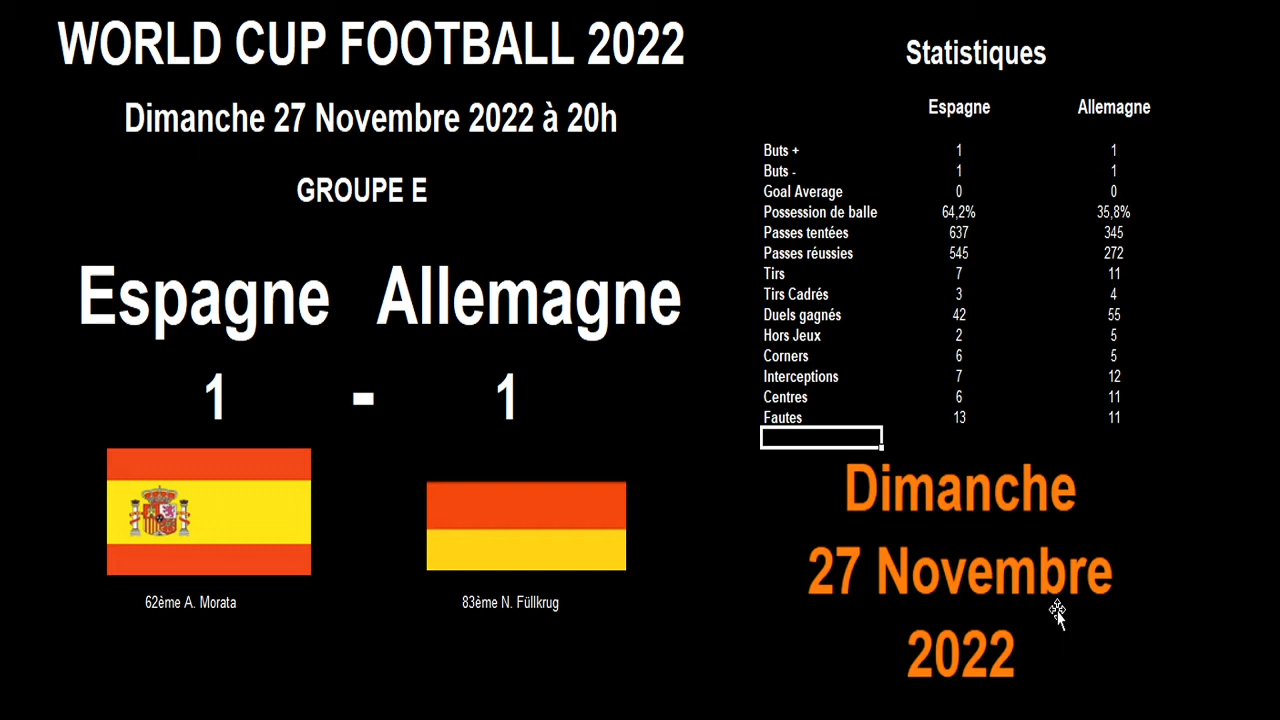 WORLD CUP FOOTBALL 2022
Dimanche 27 Novembre 2022 à 20h
GROUPE E
Espagne Allemagne
1 - 1
62ème A. Morata 83ème N. Füllkrug
Statistiques
Espagne Allemagne
Buts + 1 1
Buts - 1 1
Goal Average 0 0
Possession de balle 64,2% 35,8%
Passes tentées 637 345
Passes réussies 545 272
Tirs 7 11
Tirs Cadrés 3 4
Duels gagnés 42 55
Hors Jeux 2 5
Corners 6 5
Interceptions 7 12
Centres 6 11
Fautes 13 11
Dimanche
27 Novembre
2022